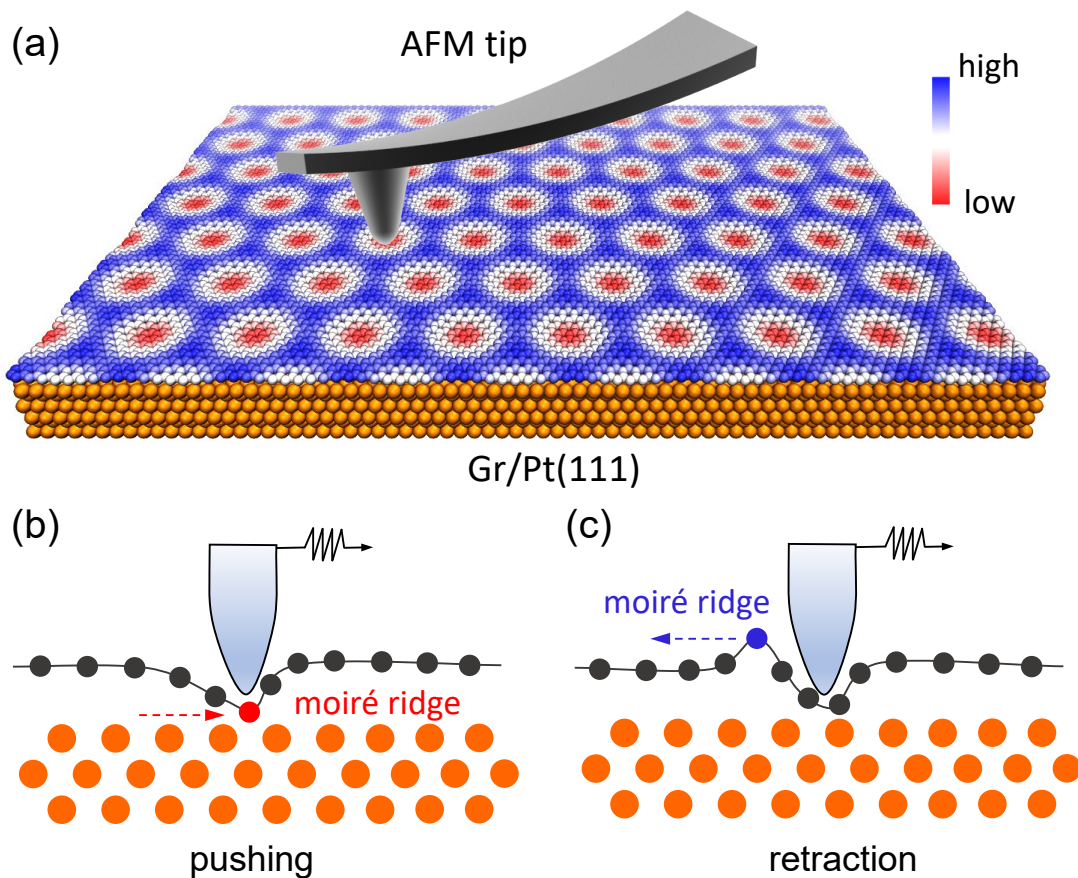 (a)
AFM tip
high
low
Gr/Pt(111)
(b)
moiré ridge
pushing
(c)
moiré ridge
retraction